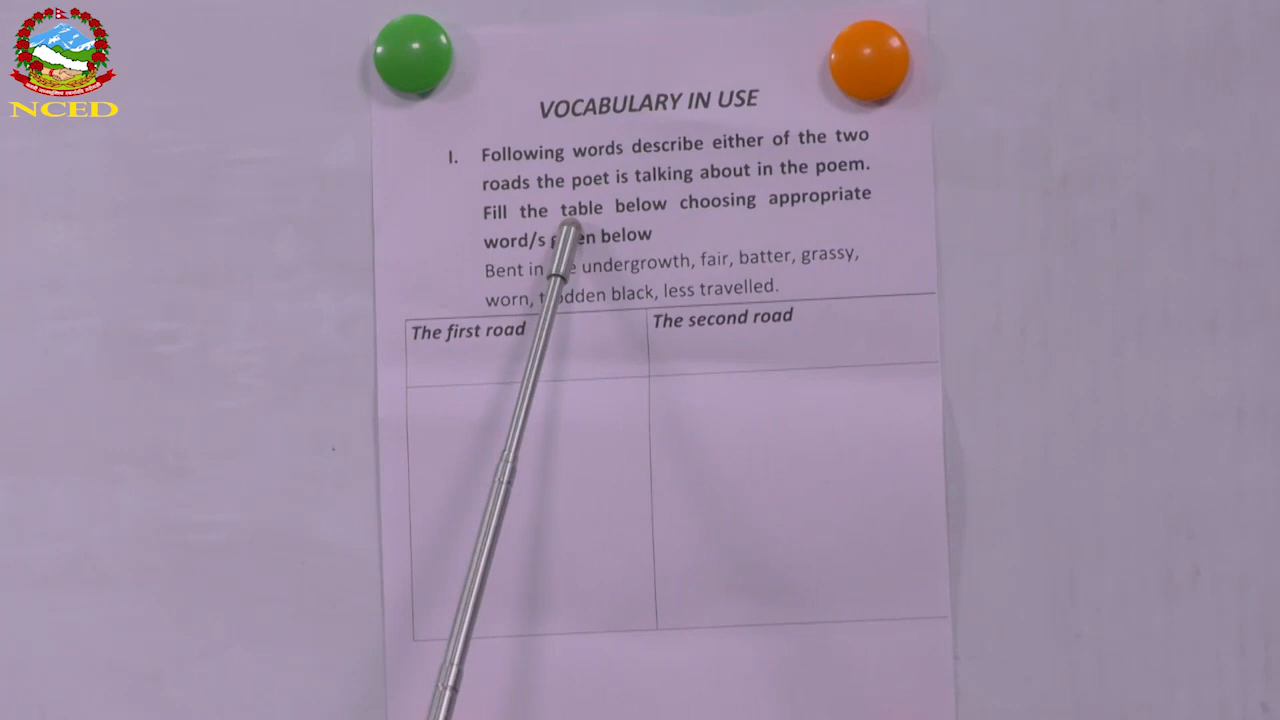 NCED
VOCABULARY IN USE
I. Following words describe either of the two
roads the poet is talking about in the poem.
Fill the table below choosing appropriate
word/s below
Bent in undergrowth, fair, batter, grassy,
worn, black, less travelled.
The first road
The second road